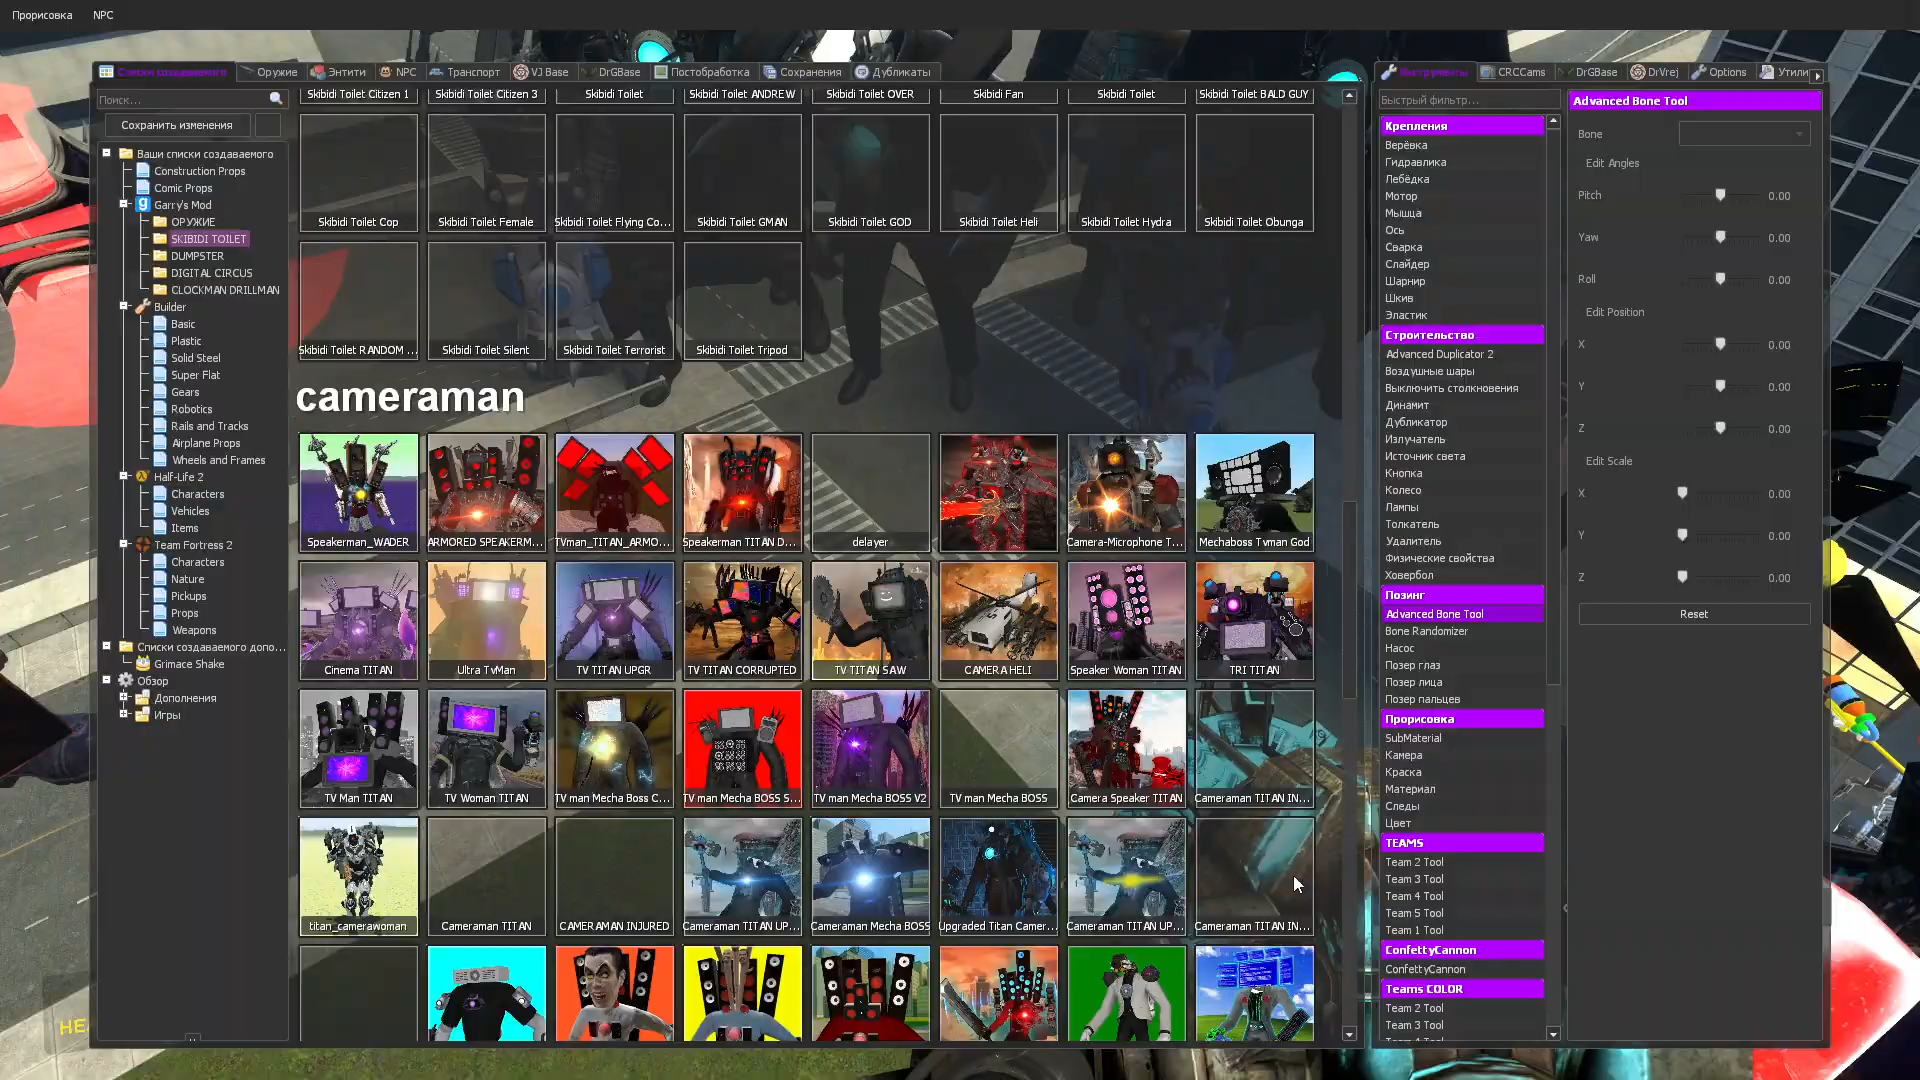 Прорисовка NPC
Списки создаваемого Оружие Энтити NPC Транспорт VJ Base DrGBase Постобработка Сохранения Дубликаты
Инструменты CRCCams DrGBase DrVrej Options Утили
Поиск...
Сохранить изменения
Ваши списки создаваемого
Construction Props
Comic Props
Garry's Mod
ОРУЖИЕ
SKIBIDI TOILET
DUMPSTER
DIGITAL CIRCUS
CLOCKMAN DRILLMAN
Builder
Basic
Plastic
Solid Steel
Super Flat
Gears
Robotics
Rails and Tracks
Airplane Props
Wheels and Frames
Half-Life 2
Characters
Vehicles
Items
Team Fortress 2
Characters
Nature
Pickups
Props
Weapons
Списки создаваемого допо...
Grimace Shake
Обзор
Дополнения
Игры
Skibidi Toilet Citizen 1 Skibidi Toilet Citizen 3 Skibidi Toilet Skibidi Toilet ANDREW Skibidi Toilet OVER Skibidi Fan Skibidi Toilet Skibidi Toilet BALD GUY
Skibidi Toilet Cop Skibidi Toilet Female Skibidi Toilet Flying Co... Skibidi Toilet GMAN Skibidi Toilet GOD Skibidi Toilet Heli Skibidi Toilet Hydra Skibidi Toilet Obunga
Skibidi Toilet RANDOM ... Skibidi Toilet Silent Skibidi Toilet Terrorist Skibidi Toilet Tripod
cameraman
Speakerman_WADER ARMORED SPEAKERM... TVman_TITAN_ARMO... Speakerman TITAN D... delayer Camera-Microphone T... Mechaboss Tvman God
Cinema TITAN Ultra TvMan TV TITAN UPGR TV TITAN CORRUPTED TV TITAN SAW CAMERA HELI Speaker Woman TITAN TRI TITAN
TV Man TITAN TV Woman TITAN TV man Mecha Boss C... TV man Mecha BOSS S... TV man Mecha BOSS V2 TV man Mecha BOSS Camera Speaker TITAN Cameraman TITAN IN...
titan_camerawoman Cameraman TITAN CAMERAMAN INJURED Cameraman TITAN UP... Cameraman Mecha BOSS Upgraded Titan Camer... Cameraman TITAN UP... Cameraman TITAN IN...
Быстрый фильтр...
Крепления
Верёвка
Гидравлика
Лебёдка
Мотор
Мышца
Ось
Сварка
Слайдер
Шарнир
Шкив
Эластик
Строительство
Advanced Duplicator 2
Воздушные шары
Выключить столкновения
Динамит
Дубликатор
Излучатель
Источник света
Кнопка
Колесо
Лампы
Толкатель
Удалитель
Физические свойства
Ховербол
Позинг
Advanced Bone Tool
Bone Randomizer
Насос
Позер глаз
Позер лица
Позер пальцев
Прорисовка
SubMaterial
Камера
Краска
Материал
Следы
Цвет
TEAMS
Team 2 Tool
Team 3 Tool
Team 4 Tool
Team 5 Tool
Team 1 Tool
ConfettyCannon
ConfettyCannon
Teams COLOR
Team 2 Tool
Team 3 Tool
Advanced Bone Tool
Bone
Edit Angles
Pitch 0.00
Yaw 0.00
Roll 0.00
Edit Position
X 0.00
Y 0.00
Z 0.00
Edit Scale
X 0.00
Y 0.00
Z 0.00
Reset
HE